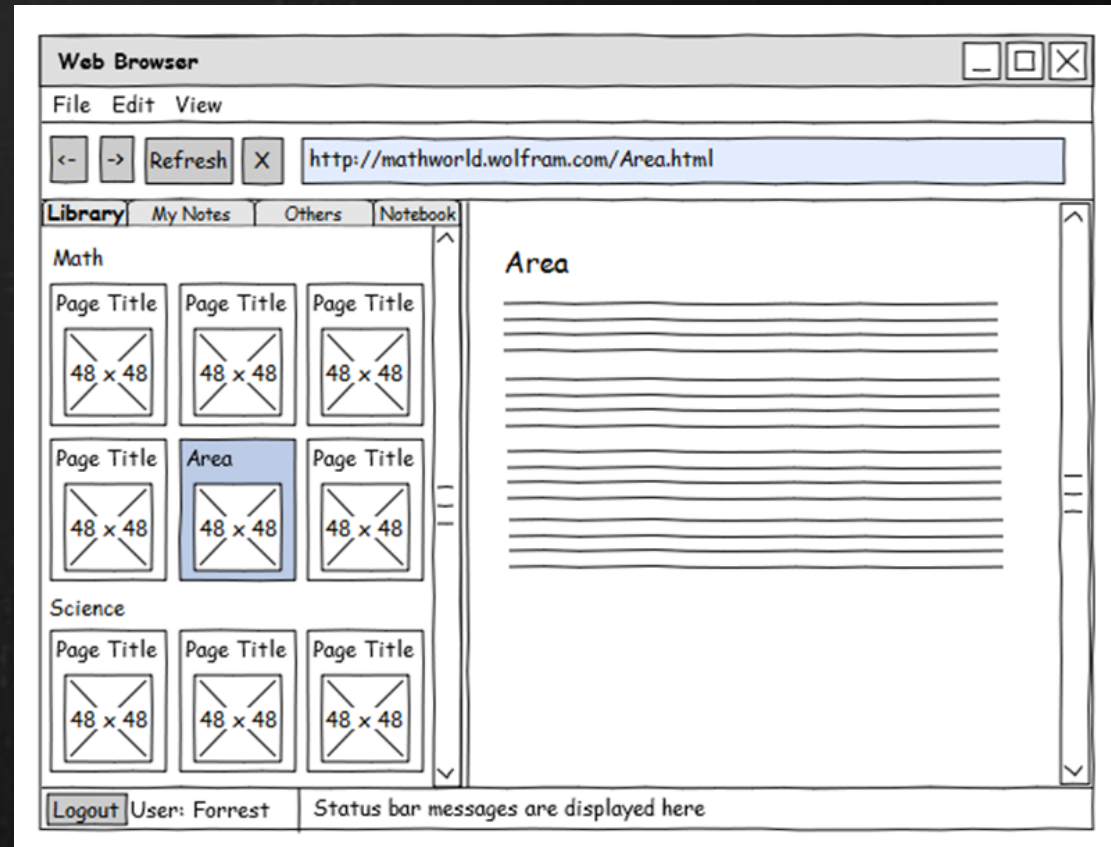 Web Browser
File Edit View
<- -> Refresh X http://mathworld.wolfram.com/Area.html
Library My Notes Others Notebook
Math
Page Title Page Title Page Title
48 x 48 48 x 48 48 x 48
Page Title Area Page Title
48 x 48 48 x 48 48 x 48
Science
Page Title Page Title Page Title
48 x 48 48 x 48 48 x 48
Area
Logout User: Forrest Status bar messages are displayed here